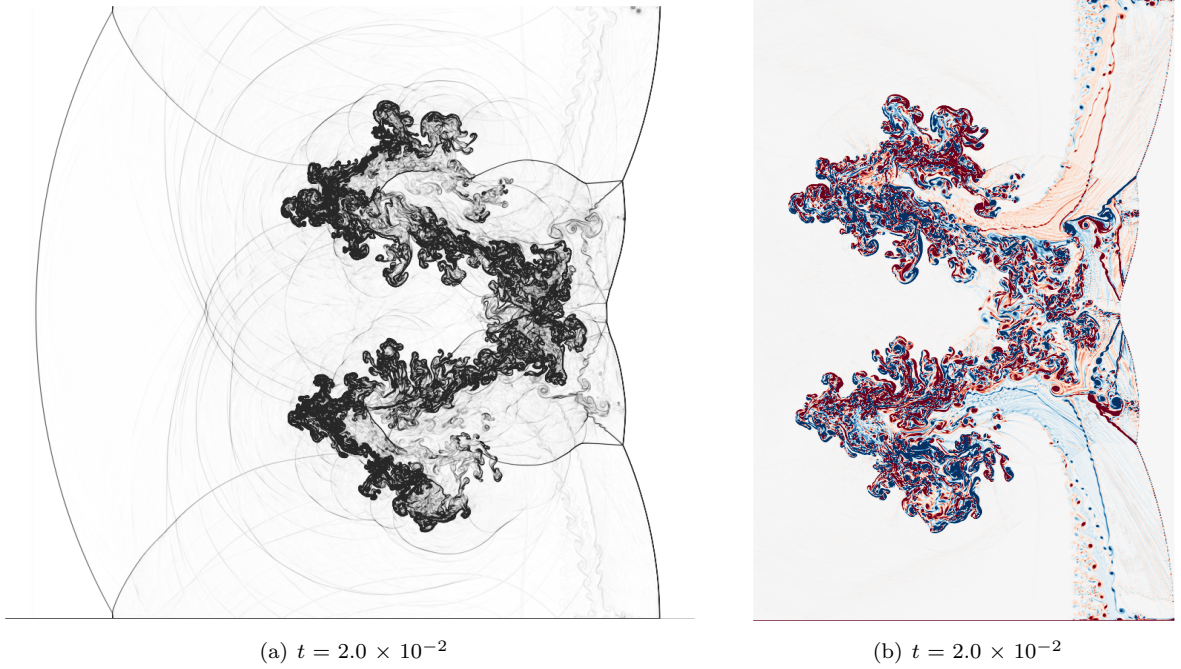 (a) t = 2.0 × 10⁻²
(b) t = 2.0 × 10⁻²